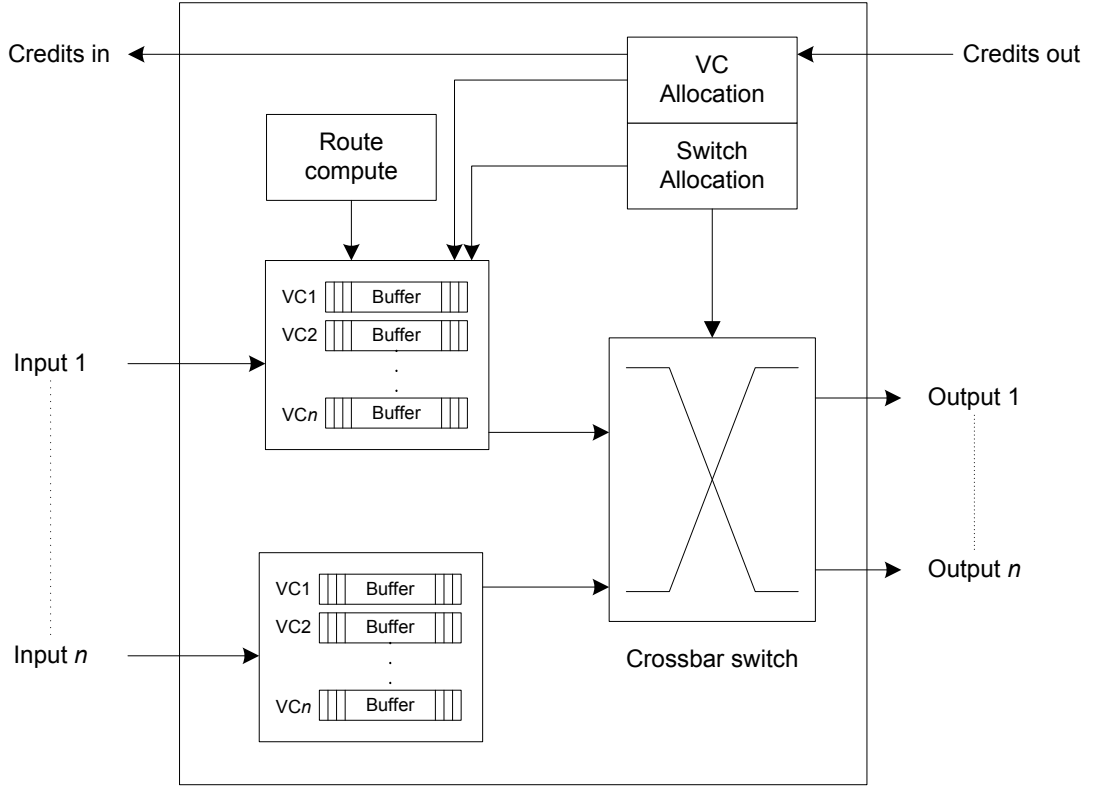 Credits in
Credits out
VC
Allocation
Route
compute
Switch
Allocation
VC1 Buffer
VC2 Buffer
VCn Buffer
Input 1
Output 1
Output n
VC1 Buffer
VC2 Buffer
VCn Buffer
Input n
Crossbar switch